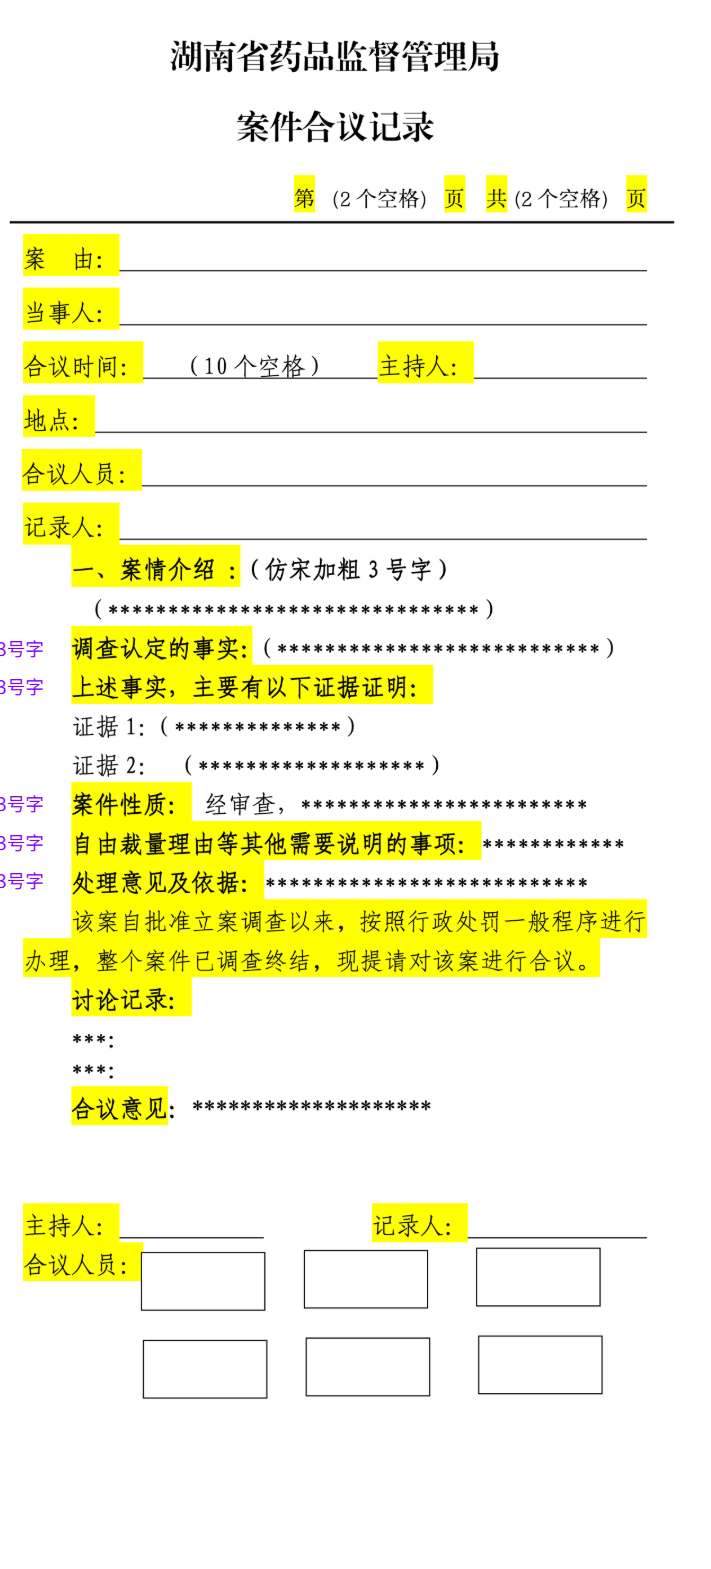 湖南省药品监督管理局
案件合议记录
第 (2个空格) 页 共(2个空格) 页
案 由:
当事人:
合议时间: (10个空格) 主持人:
地点:
合议人员:
记录人:
一、案情介绍 :(仿宋加粗3号字)
(*******************************)
3号字 调查认定的事实:(***************************)
3号字 上述事实，主要有以下证据证明:
证据1:(**************)
证据2: (*******************)
3号字 案件性质: 经审查，************************
3号字 自由裁量理由等其他需要说明的事项:************
3号字 处理意见及依据:***************************
该案自批准立案调查以来，按照行政处罚一般程序进行
办理，整个案件已调查终结，现提请对该案进行合议。
讨论记录:
***:
***:
合议意见: ********************
主持人: 记录人:
合议人员: